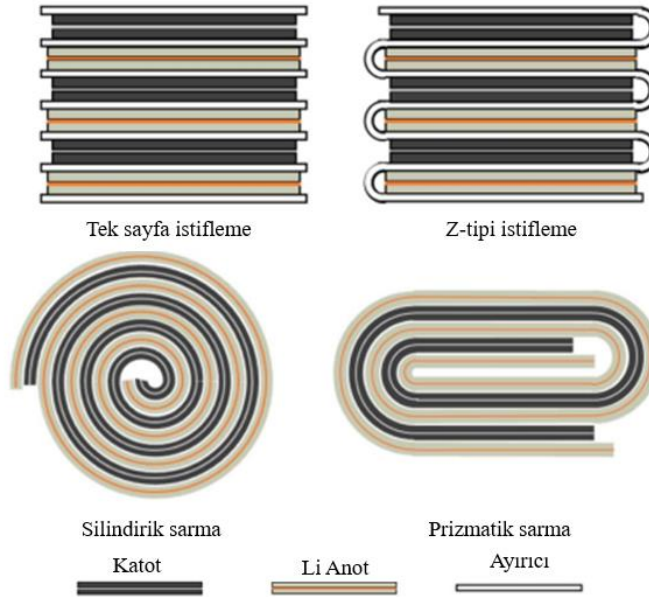 Tek sayfa istifleme
Z-tipi istifleme
Silindirik sarma
Prizmatik sarma
Katot
Li Anot
Ayırıcı